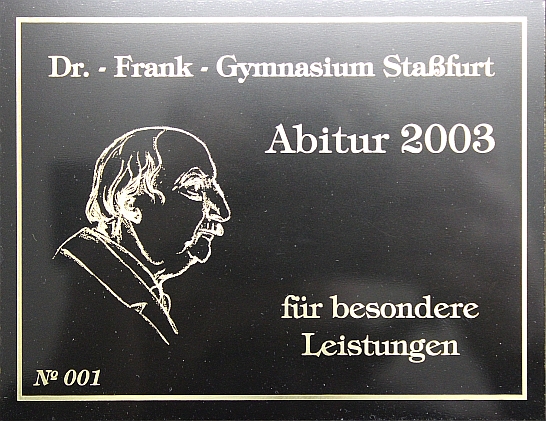 Dr. - Frank - Gymnasium Staßfurt
Abitur 2003
für besondere
Leistungen
Nº 001